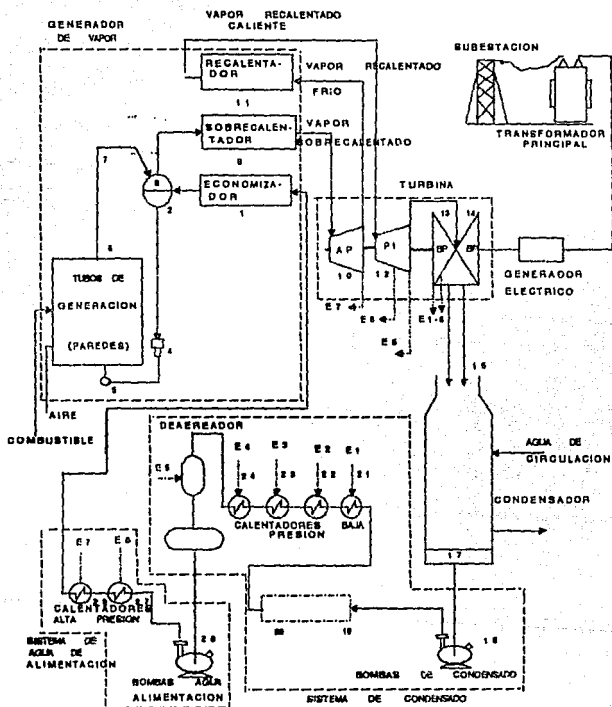 GENERADOR
DE VAPOR
VAPOR RECALENTADO
CALIENTE
RECALENTA-
DOR
11
VAPOR RECALENTADO
FRIO
SOBRECALEN-
TADOR
9
VAPOR
SOBRECALENTADO
ECONOMIZA-
DOR
1
7
8
2
6
TUBOS DE
GENERACION
(PAREDES)
4
5
AIRE
COMBUSTIBLE
SUBESTACION
TRANSFORMADOR
PRINCIPAL
TURBINA
AP
10
PI
12
13
14
BP
BP
GENERADOR
ELECTRICO
E7
E6
E5
E1-4
15
AGUA DE
CIRCULACION
CONDENSADOR
17
DEAEREADOR
E5
E4
E3
E2
E1
24
23
22
21
CALENTADORES BAJA
PRESION
E7
E6
CALENTADORES
ALTA PRESION
SISTEMA DE
AGUA DE
ALIMENTACION
BOMBAS AGUA
ALIMENTACION
19
18
BOMBAS DE CONDENSADO
SISTEMA DE CONDENSADO